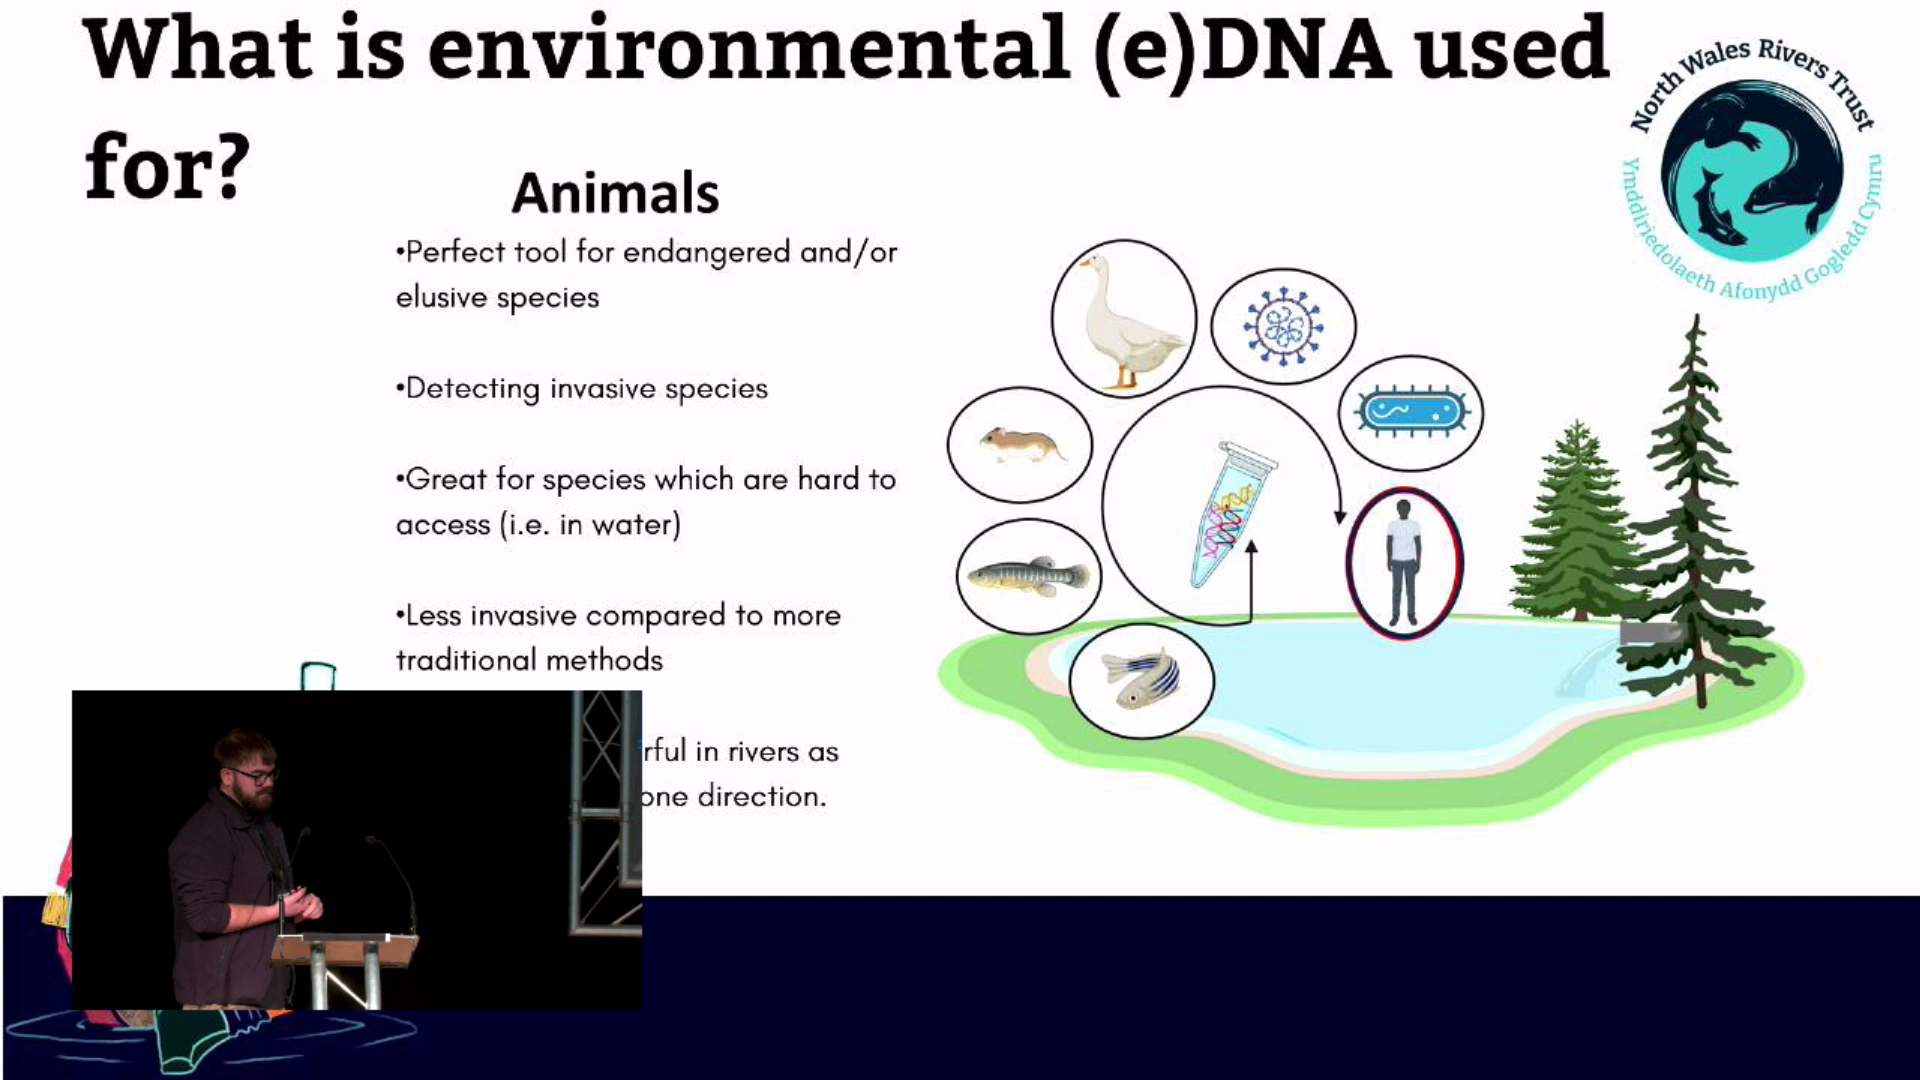 What is environmental (e)DNA used
for?
North Wales Rivers Trust
Ymddiriedolaeth Afonydd Gogledd Cymru
Animals
•Perfect tool for endangered and/or
elusive species
•Detecting invasive species
•Great for species which are hard to
access (i.e. in water)
•Less invasive compared to more
traditional methods
in rivers as
one direction.